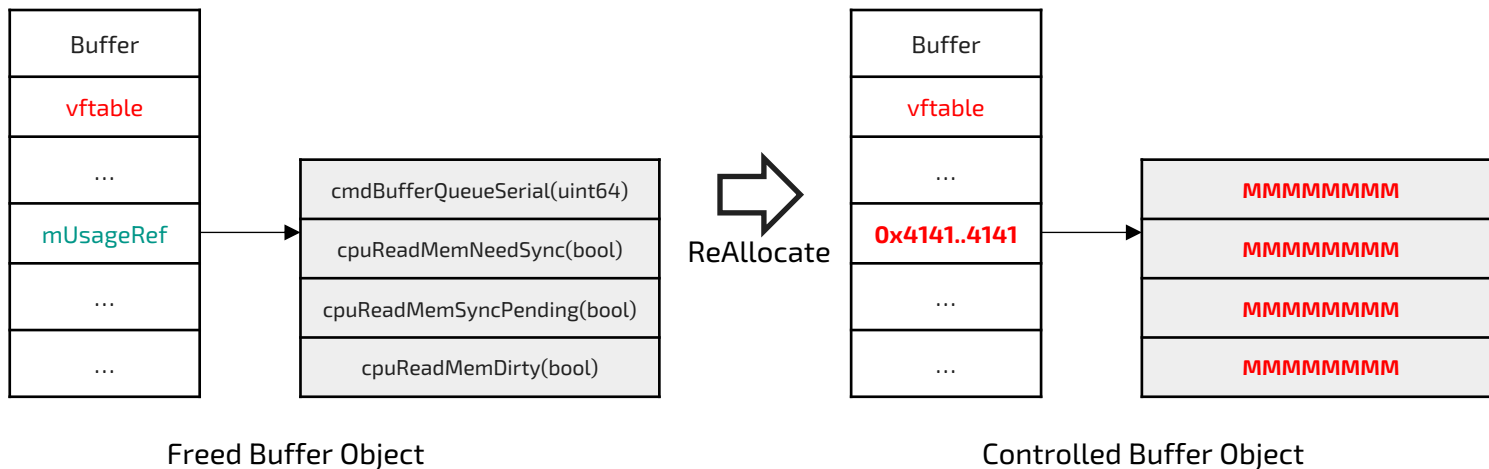 Buffer
vftable
...
mUsageRef
...
...
cmdBufferQueueSerial(uint64)
cpuReadMemNeedSync(bool)
cpuReadMemSyncPending(bool)
cpuReadMemDirty(bool)
Freed Buffer Object
ReAllocate
Buffer
vftable
...
0x4141..4141
...
...
MMMMMMMM
MMMMMMMM
MMMMMMMM
MMMMMMMM
Controlled Buffer Object